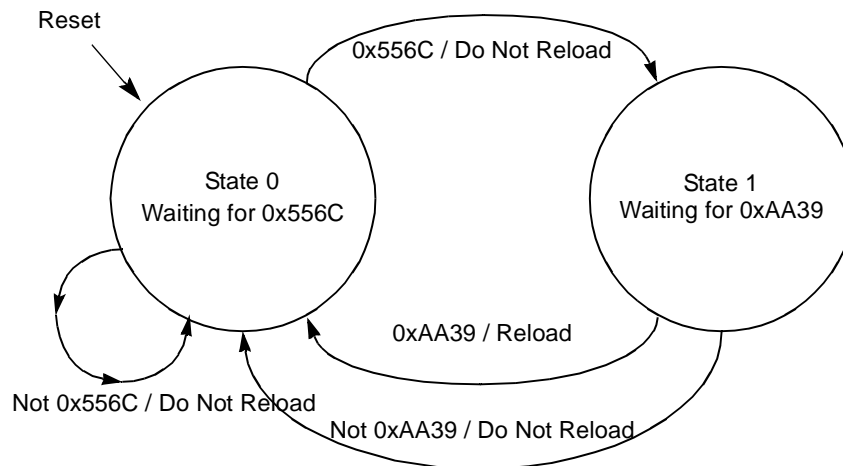 Reset
0x556C / Do Not Reload
State 0
Waiting for 0x556C
State 1
Waiting for 0xAA39
0xAA39 / Reload
Not 0x556C / Do Not Reload
Not 0xAA39 / Do Not Reload